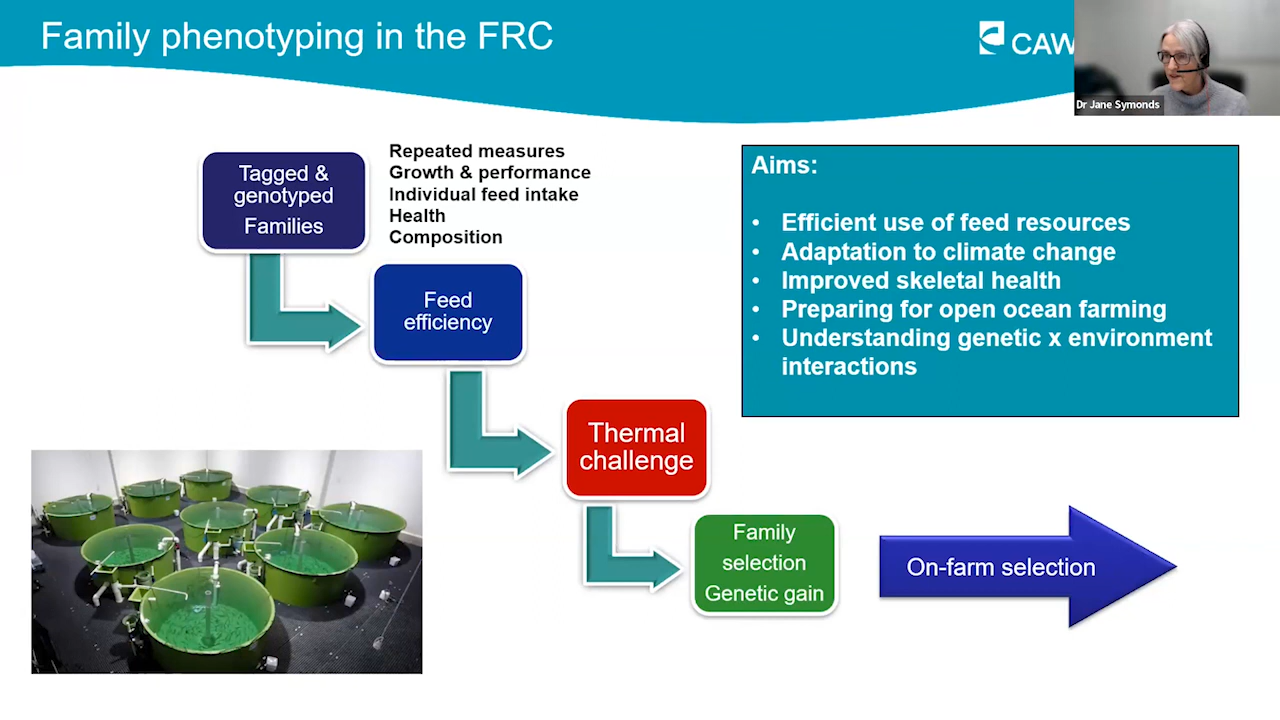 Family phenotyping in the FRC
CAW
Dr Jane Symonds
Tagged &
genotyped
Families
Repeated measures
Growth & performance
Individual feed intake
Health
Composition
Feed
efficiency
Thermal
challenge
Family
selection
Genetic gain
On-farm selection
Aims:
• Efficient use of feed resources
• Adaptation to climate change
• Improved skeletal health
• Preparing for open ocean farming
• Understanding genetic x environment
interactions